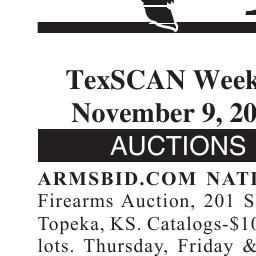 TexSCAN Week
November 9, 20
AUCTIONS
ARMSBID.COM NATI
Firearms Auction, 201 S
Topeka, KS. Catalogs-$10
lots. Thursday, Friday &